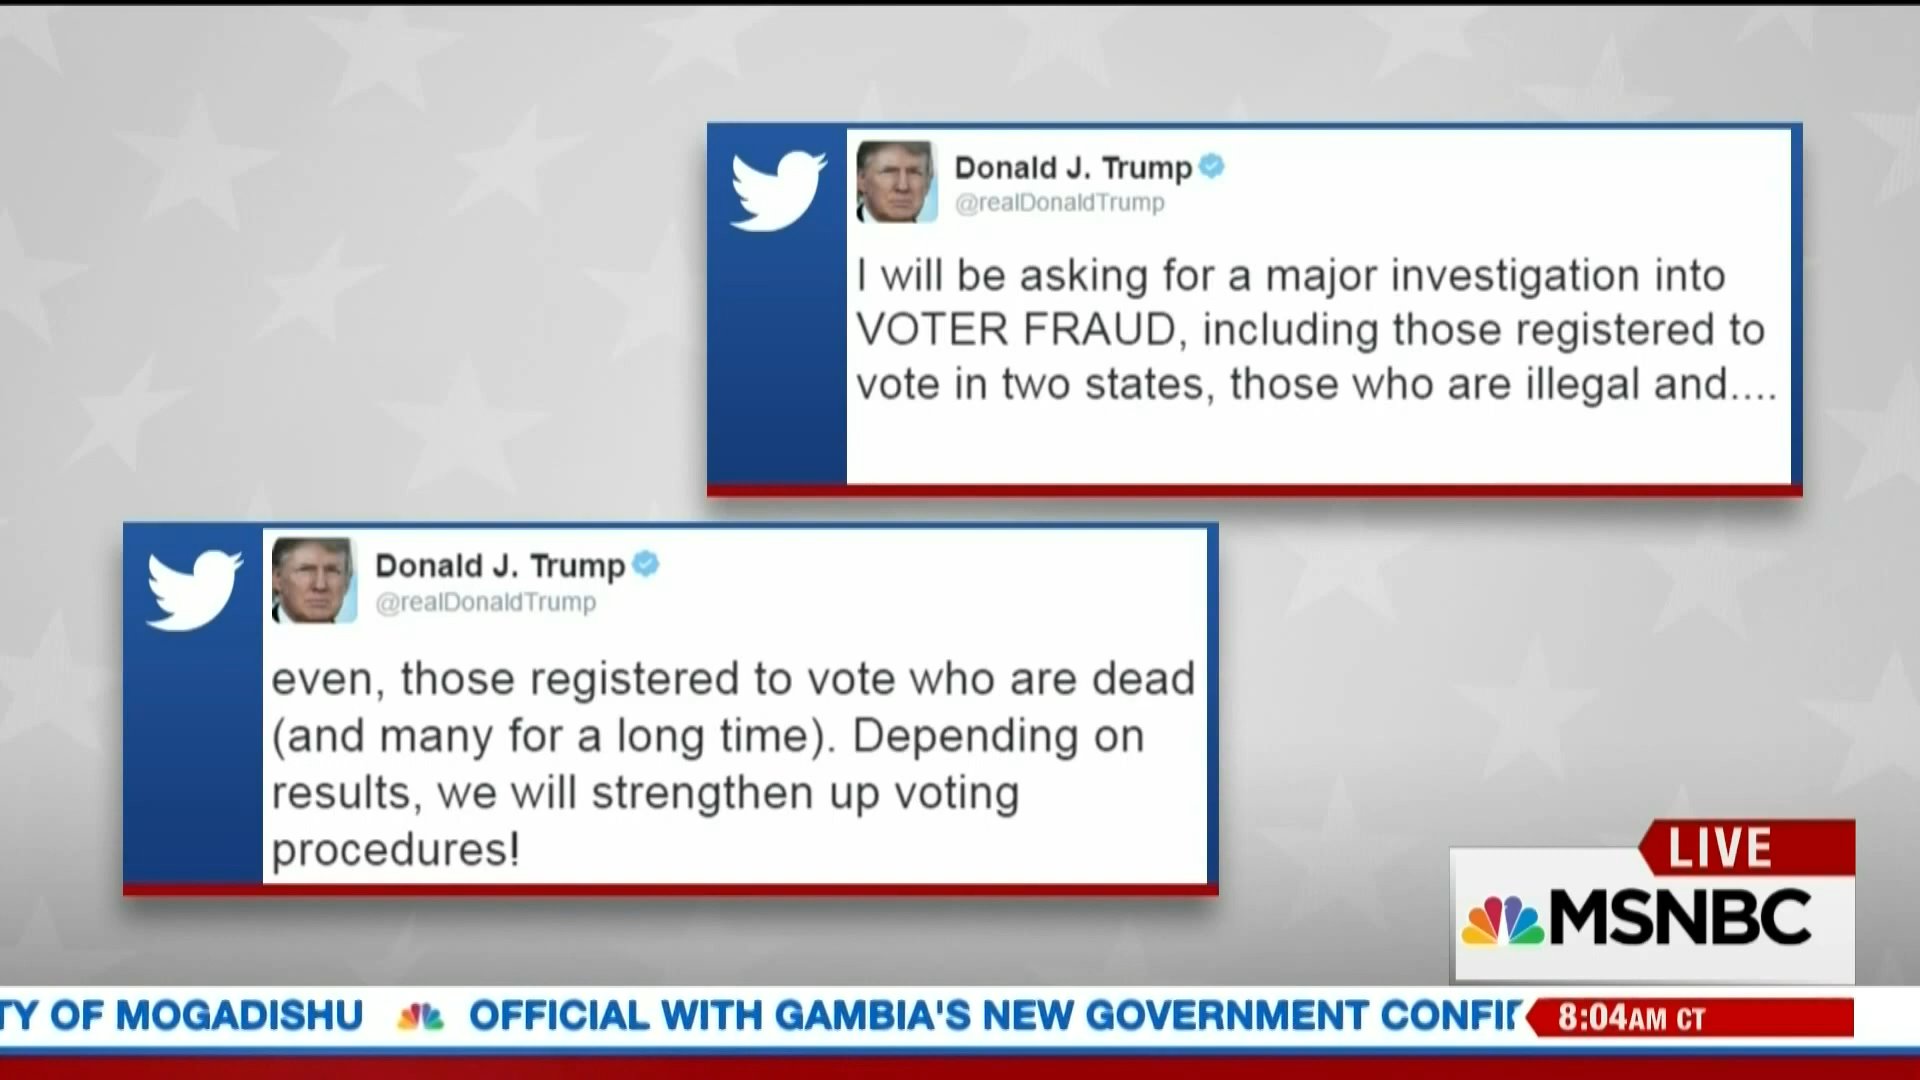 Donald J. Trump
@realDonaldTrump
I will be asking for a major investigation into
VOTER FRAUD, including those registered to
vote in two states, those who are illegal and....
Donald J. Trump
@realDonaldTrump
even, those registered to vote who are dead
(and many for a long time). Depending on
results, we will strengthen up voting
procedures!
LIVE
MSNBC
TY OF MOGADISHU OFFICIAL WITH GAMBIA'S NEW GOVERNMENT 8:04AM CT